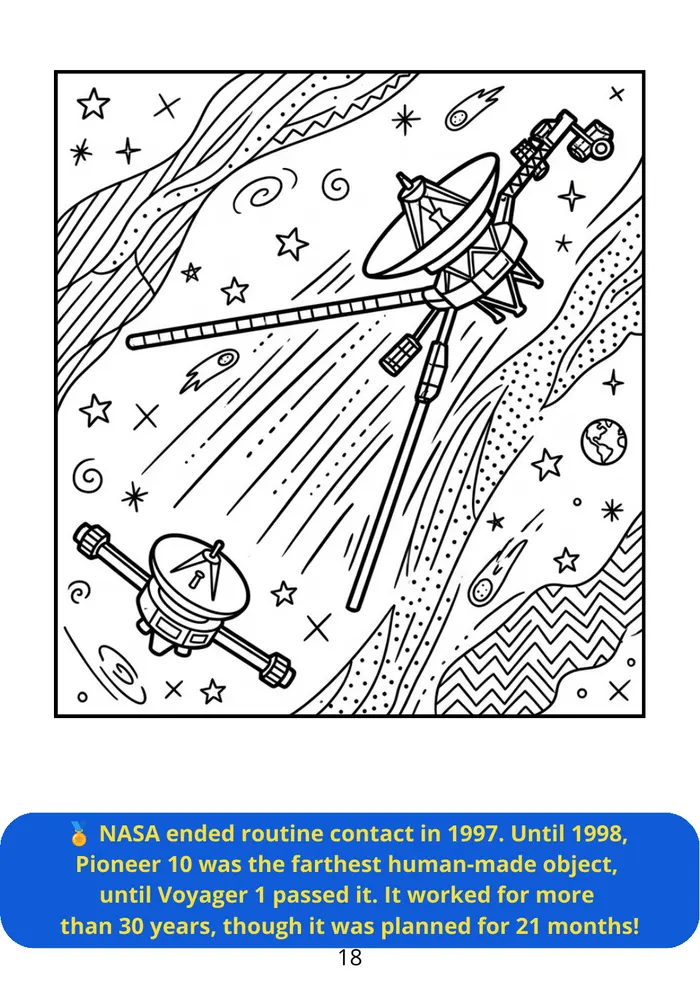 🏅 NASA ended routine contact in 1997. Until 1998,
Pioneer 10 was the farthest human-made object,
until Voyager 1 passed it. It worked for more
than 30 years, though it was planned for 21 months!
18